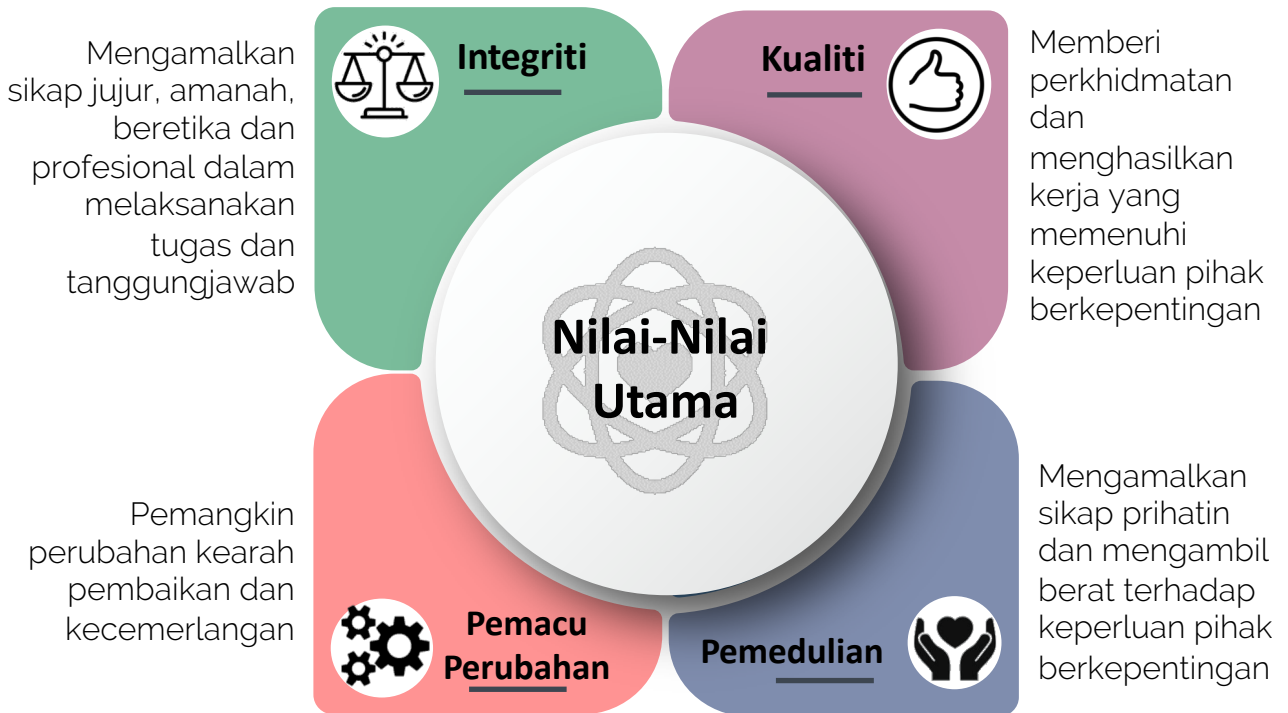 Integriti
Mengamalkan
sikap jujur, amanah,
beretika dan
profesional dalam
melaksanakan
tugas dan
tanggungjawab
Kualiti
Memberi
perkhidmatan
dan
menghasilkan
kerja yang
memenuhi
keperluan pihak
berkepentingan
Nilai-Nilai
Utama
Pemangkin
perubahan kearah
pembaikan dan
kecemerlangan
Pemacu
Perubahan
Pemedulian
Mengamalkan
sikap prihatin
dan mengambil
berat terhadap
keperluan pihak
berkepentingan